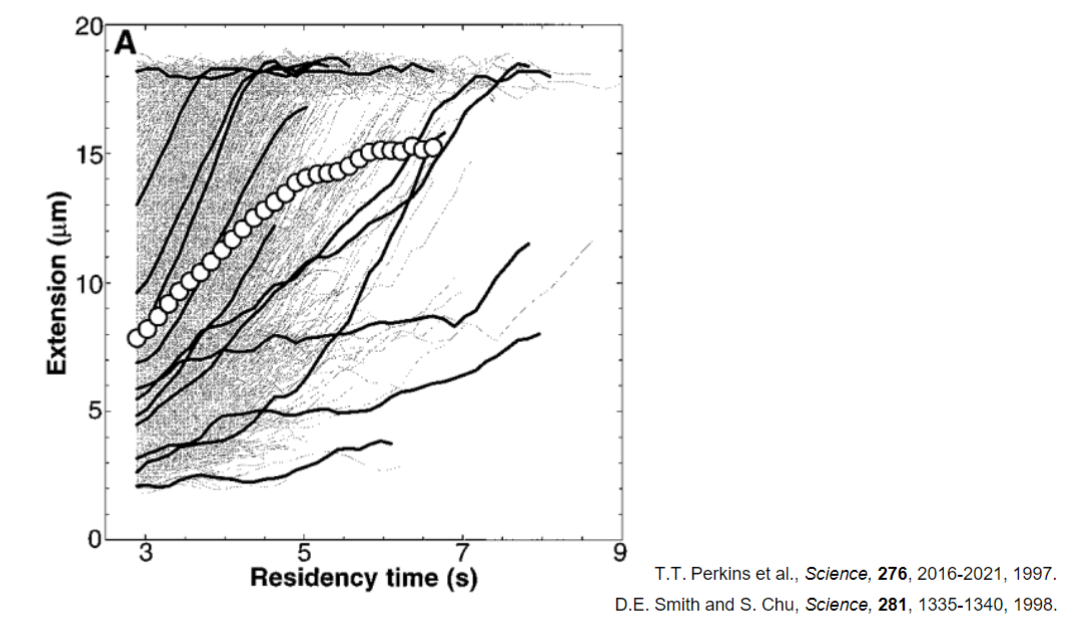 A
20
15
10
5
0
Extension (μm)
3 5 7 9
Residency time (s)
T.T. Perkins et al., Science, 276, 2016-2021, 1997.
D.E. Smith and S. Chu, Science, 281, 1335-1340, 1998.